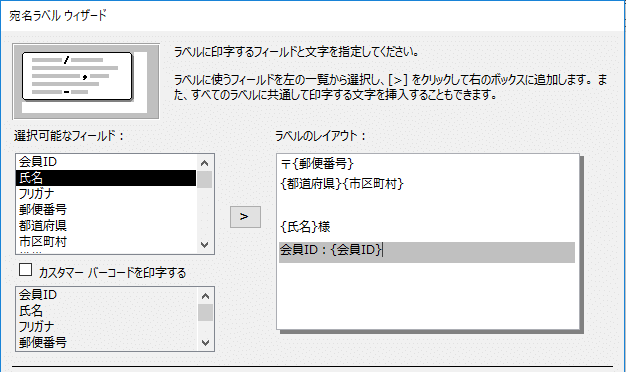 宛名ラベル ウィザード
ラベルに印字するフィールドと文字を指定してください。
ラベルに使うフィールドを左の一覧から選択し、[>] をクリックして右のボックスに追加します。ま
た、すべてのラベルに共通して印字する文字を挿入することもできます。
選択可能なフィールド：
ラベルのレイアウト：
会員ID
氏名
フリガナ
郵便番号
都道府県
市区町村
>
〒{郵便番号}
{都道府県}{市区町村}
{氏名}様
会員ID：{会員ID}
カスタマー バーコードを印字する
会員ID
氏名
フリガナ
郵便番号